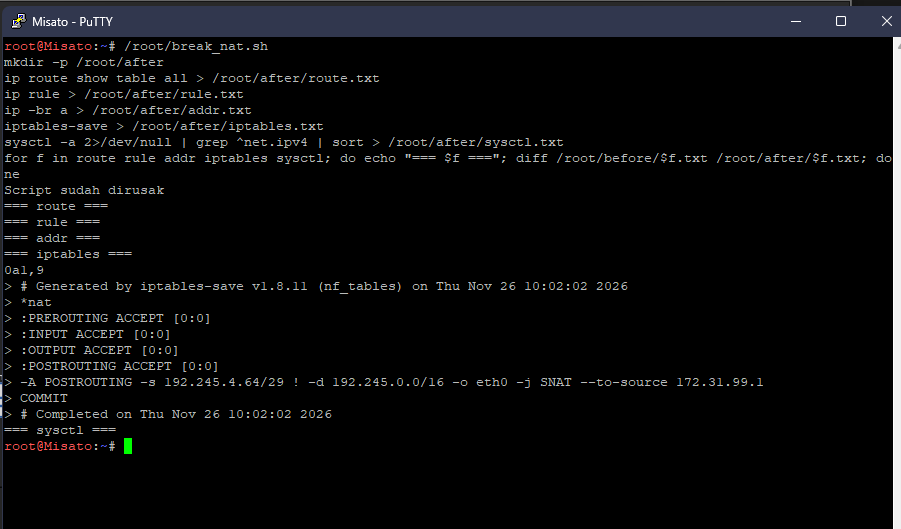 Misato - PuTTY
root@Misato:~# /root/break_nat.sh
mkdir -p /root/after
ip route show table all > /root/after/route.txt
ip rule > /root/after/rule.txt
ip -br a > /root/after/addr.txt
iptables-save > /root/after/iptables.txt
sysctl -a 2>/dev/null | grep ^net.ipv4 | sort > /root/after/sysctl.txt
for f in route rule addr iptables sysctl; do echo "=== $f ==="; diff /root/before/$f.txt /root/after/$f.txt; do
ne
Script sudah dirusak
=== route ===
=== rule ===
=== addr ===
=== iptables ===
0a1,9
> # Generated by iptables-save v1.8.11 (nf_tables) on Thu Nov 26 10:02:02 2026
> *nat
> :PREROUTING ACCEPT [0:0]
> :INPUT ACCEPT [0:0]
> :OUTPUT ACCEPT [0:0]
> :POSTROUTING ACCEPT [0:0]
> -A POSTROUTING -s 192.245.4.64/29 ! -d 192.245.0.0/16 -o eth0 -j SNAT --to-source 172.31.99.1
> COMMIT
> # Completed on Thu Nov 26 10:02:02 2026
=== sysctl ===
root@Misato:~#